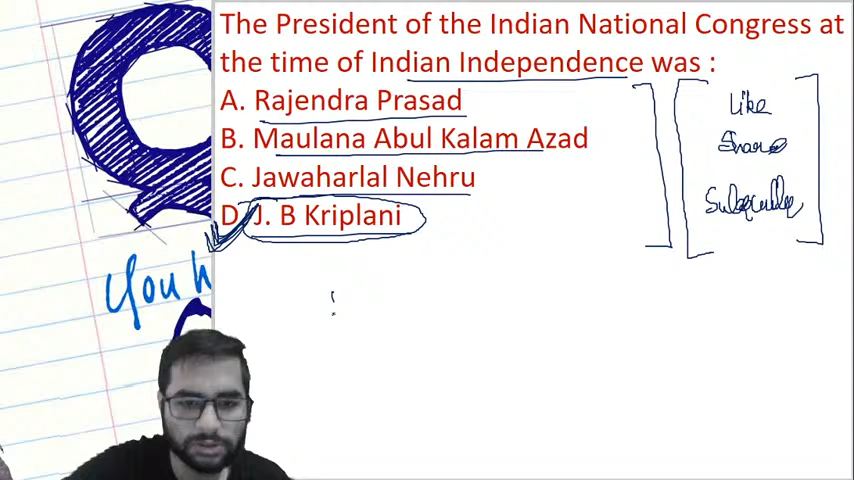 The President of the Indian National Congress at
the time of Indian Independence was :
A. Rajendra Prasad
B. Maulana Abul Kalam Azad
C. Jawaharlal Nehru
D. J. B Kriplani
Like
Share
Subscribe
You